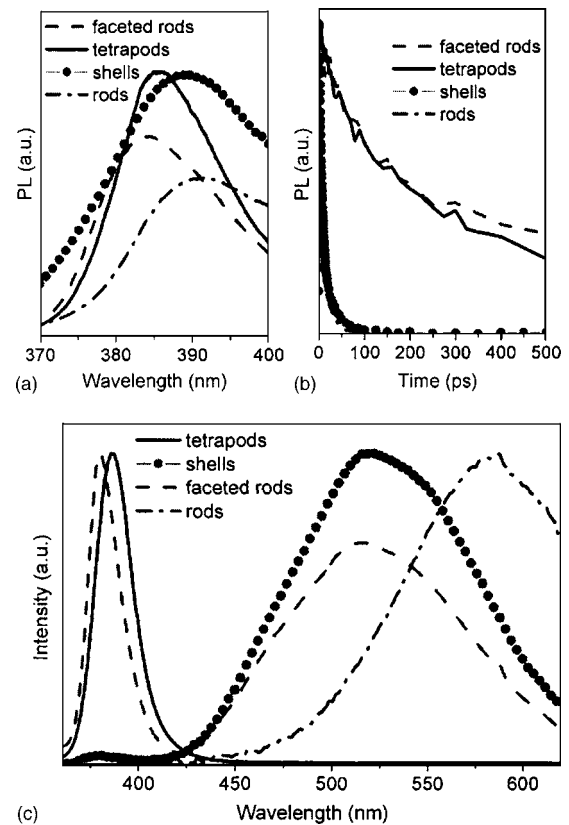 faceted rods
tetrapods
shells
rods
PL (a.u.)
370 380 390 400
Wavelength (nm)
(a)
faceted rods
tetrapods
shells
rods
PL (a.u.)
0 100 200 300 400 500
Time (ps)
(b)
tetrapods
shells
faceted rods
rods
Intensity (a.u.)
400 450 500 550 600
Wavelength (nm)
(c)